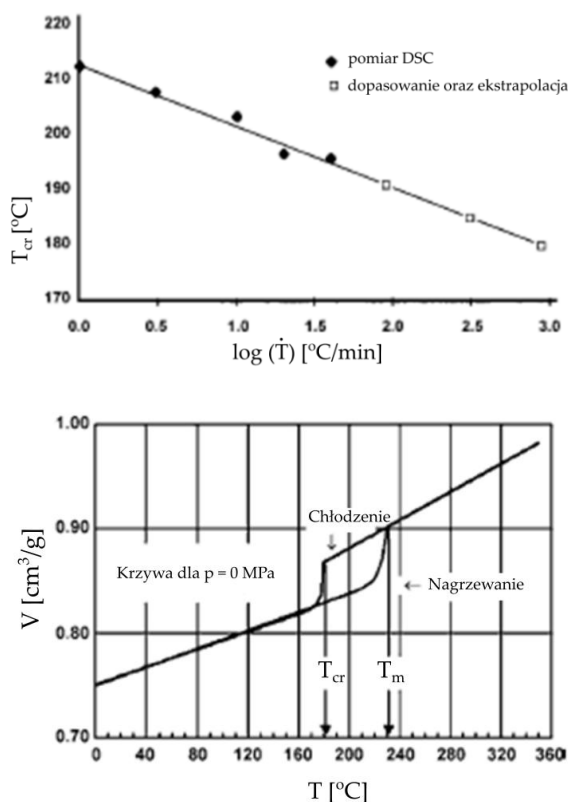 220
210
200
190
180
170
T_cr [°C]
◆ pomiar DSC
□ dopasowanie oraz ekstrapolacja
0.0 0.5 1.0 1.5 2.0 2.5 3.0
log (Ṫ) [°C/min]
1.00
0.90
0.80
0.70
V [cm³/g]
Chłodzenie
↓
Krzywa dla p = 0 MPa
← Nagrzewanie
T_cr T_m
0 40 80 120 160 200 240 280 320 360
T [°C]